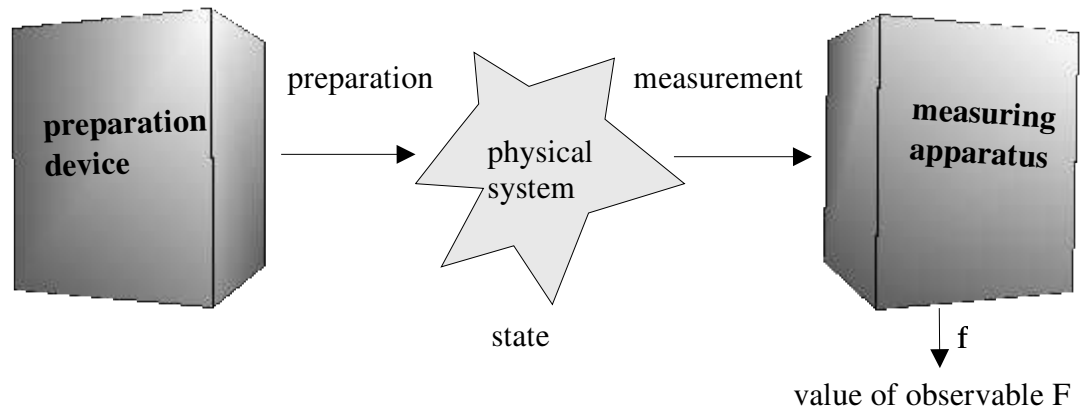 preparation
device
preparation
physical
system
state
measurement
measuring
apparatus
f
value of observable F